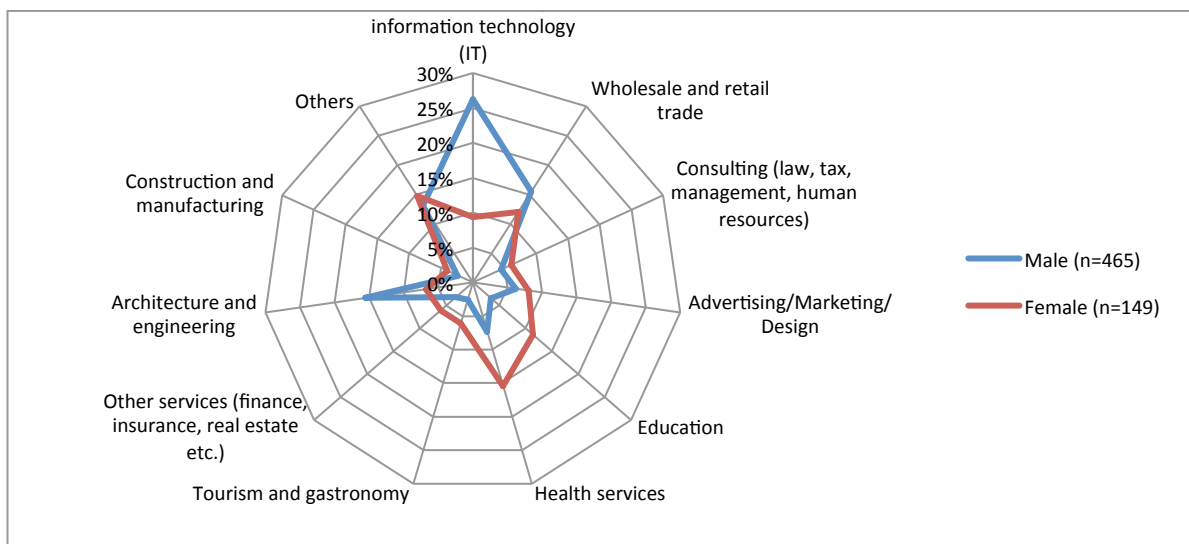 information technology
(IT)
30%
25%
20%
15%
10%
5%
0%
Wholesale and retail
trade
Consulting (law, tax,
management, human
resources)
Advertising/Marketing/
Design
Education
Health services
Tourism and gastronomy
Other services (finance,
insurance, real estate
etc.)
Architecture and
engineering
Construction and
manufacturing
Others
Male (n=465)
Female (n=149)